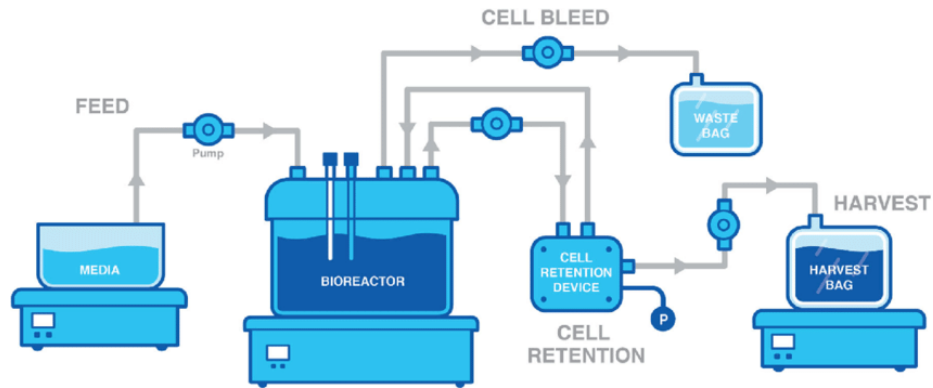 CELL BLEED
FEED
Pump
WASTE
BAG
HARVEST
MEDIA
BIOREACTOR
CELL
RETENTION
DEVICE
HARVEST
BAG
P
CELL
RETENTION